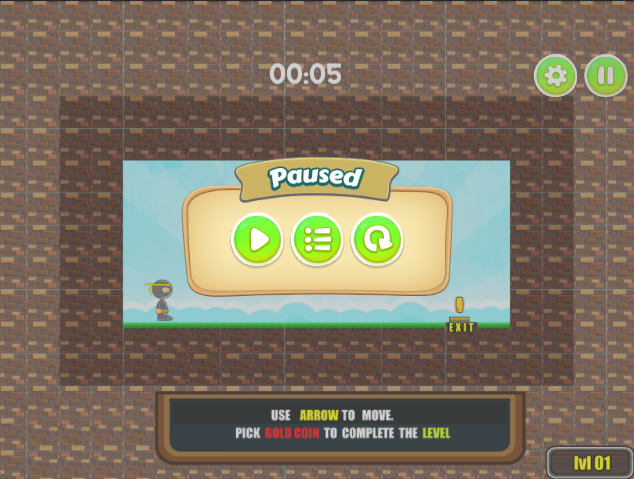 00:05
Paused
EXIT
USE ARROW TO MOVE.
PICK GOLD COIN TO COMPLETE THE LEVEL
lvl 01